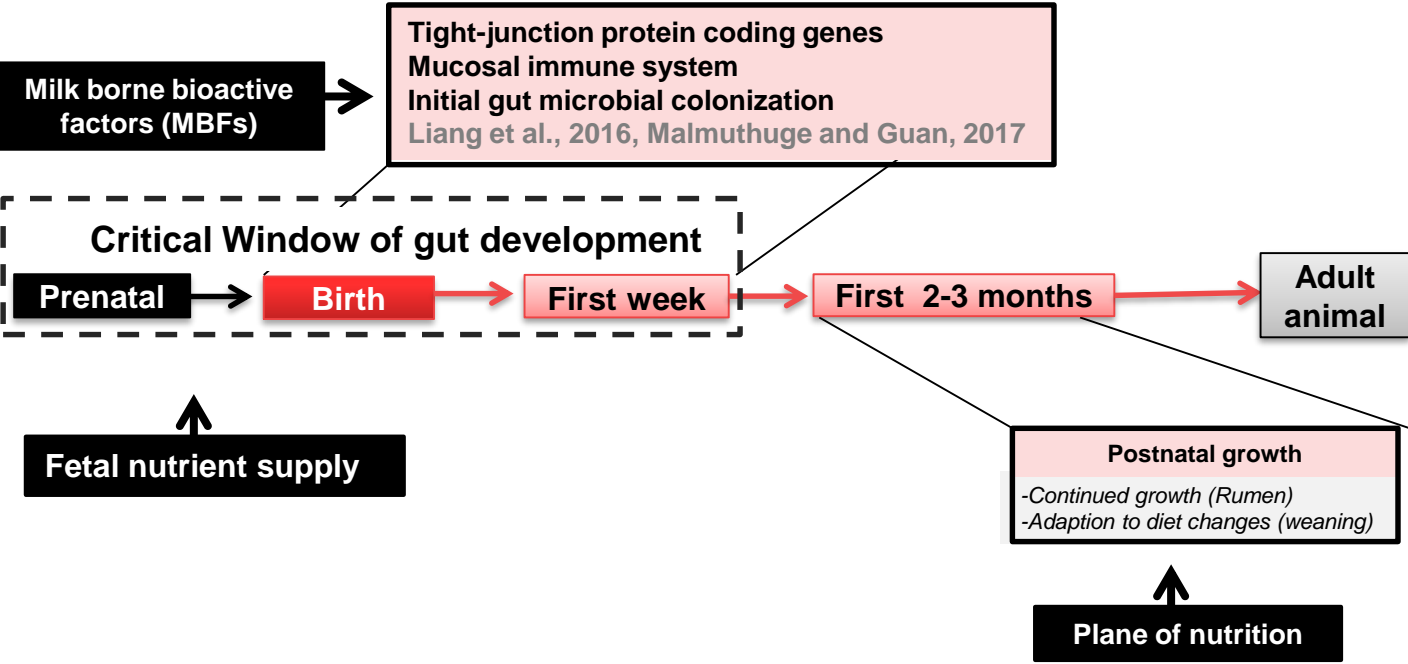 Tight-junction protein coding genes
Mucosal immune system
Initial gut microbial colonization
Liang et al., 2016, Malmuthuge and Guan, 2017
Milk borne bioactive
factors (MBFs)
Critical Window of gut development
Prenatal
Birth
First week
First 2-3 months
Adult
animal
Fetal nutrient supply
Postnatal growth
-Continued growth (Rumen)
-Adaption to diet changes (weaning)
Plane of nutrition